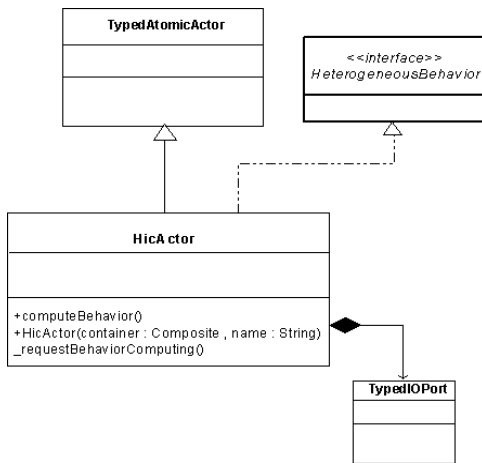 TypedAtomicActor
<<interface>>
HeterogeneousBehavior
HicActor
+computeBehavior()
+HicActor(container : Composite , name : String)
_requestBehaviorComputing()
TypedIOPort